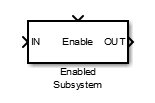 IN Enable OUT
Enabled
Subsystem